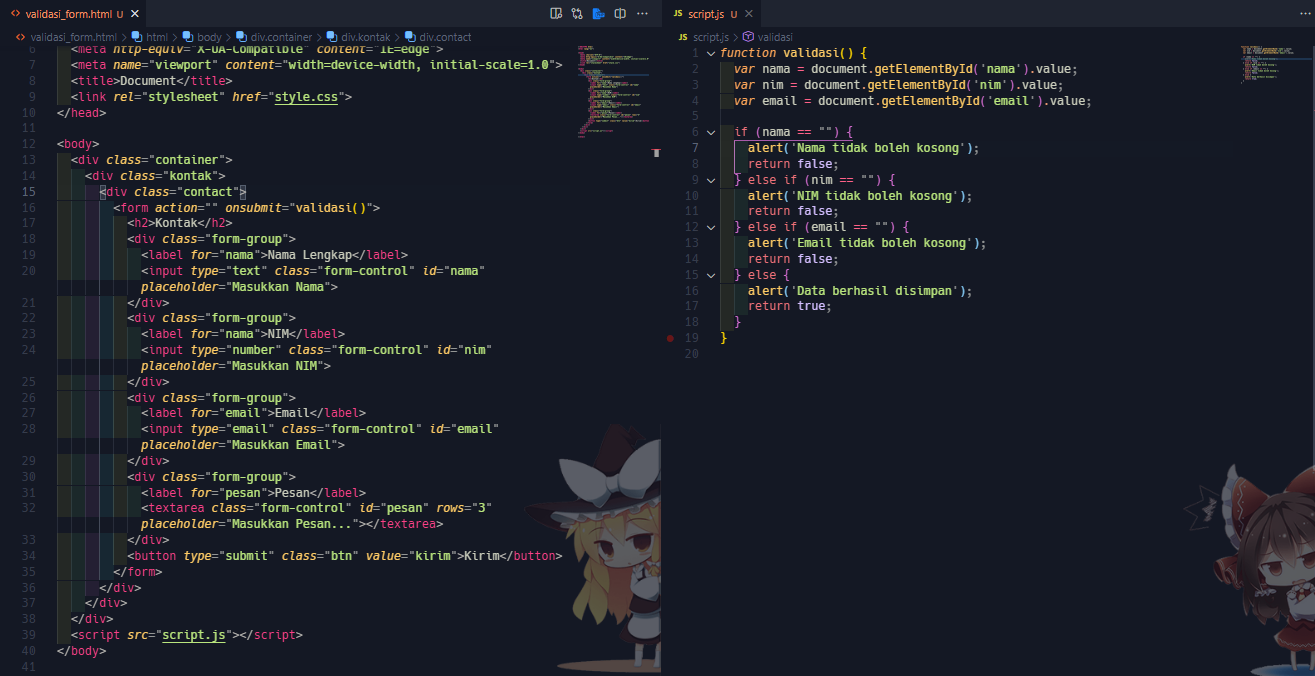 validasi_form.html U
validasi_form.html > html > body > div.container > div.kontak > div.contact
6 <meta http-equiv="X-UA-Compatible" content="IE=edge">
7 <meta name="viewport" content="width=device-width, initial-scale=1.0">
8 <title>Document</title>
9 <link rel="stylesheet" href="style.css">
10 </head>
11
12 <body>
13 <div class="container">
14 <div class="kontak">
15 <div class="contact">
16 <form action="" onsubmit="validasi()">
17 <h2>Kontak</h2>
18 <div class="form-group">
19 <label for="nama">Nama Lengkap</label>
20 <input type="text" class="form-control" id="nama"
placeholder="Masukkan Nama">
21 </div>
22 <div class="form-group">
23 <label for="nama">NIM</label>
24 <input type="number" class="form-control" id="nim"
placeholder="Masukkan NIM">
25 </div>
26 <div class="form-group">
27 <label for="email">Email</label>
28 <input type="email" class="form-control" id="email"
placeholder="Masukkan Email">
29 </div>
30 <div class="form-group">
31 <label for="pesan">Pesan</label>
32 <textarea class="form-control" id="pesan" rows="3"
placeholder="Masukkan Pesan..."></textarea>
33 </div>
34 <button type="submit" class="btn" value="kirim">Kirim</button>
35 </form>
36 </div>
37 </div>
38 </div>
39 <script src="script.js"></script>
40 </body>
41
JS script.js U
JS script.js > validasi
1 function validasi() {
2 var nama = document.getElementById('nama').value;
3 var nim = document.getElementById('nim').value;
4 var email = document.getElementById('email').value;
5
6 if (nama == "") {
7 alert('Nama tidak boleh kosong');
8 return false;
9 } else if (nim == "") {
10 alert('NIM tidak boleh kosong');
11 return false;
12 } else if (email == "") {
13 alert('Email tidak boleh kosong');
14 return false;
15 } else {
16 alert('Data berhasil disimpan');
17 return true;
18 }
19 }
20